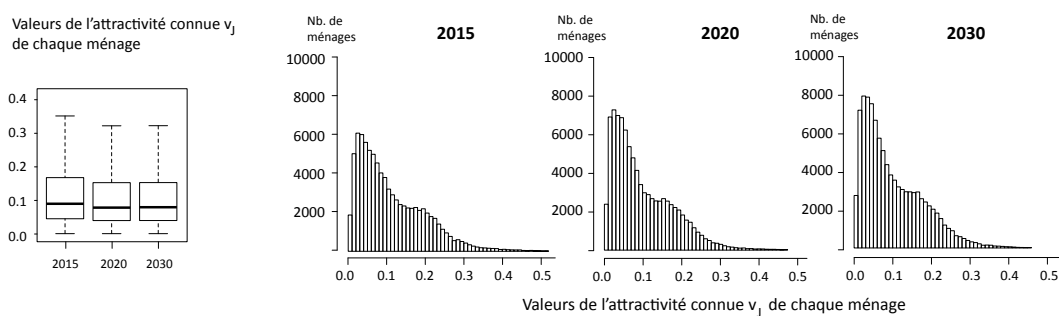 Valeurs de l'attractivité connue vJ
de chaque ménage
0.4
0.3
0.2
0.1
0.0
2015 2020 2030
Nb. de
ménages
2015
10000
8000
6000
4000
2000
0.0 0.1 0.2 0.3 0.4 0.5
Nb. de
ménages
2020
10000
8000
6000
4000
2000
0.0 0.1 0.2 0.3 0.4 0.5
Nb. de
ménages
2030
10000
8000
6000
4000
2000
0.0 0.1 0.2 0.3 0.4 0.5
Valeurs de l'attractivité connue vJ de chaque ménage